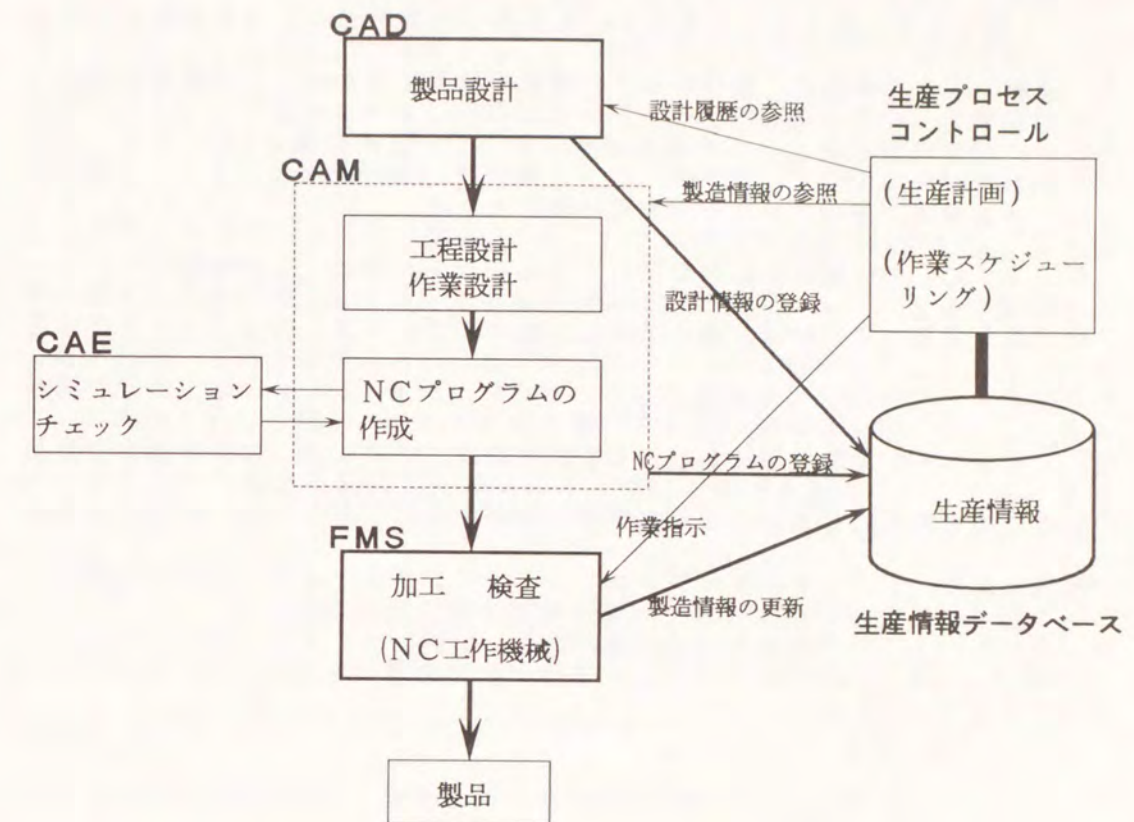 CAD
製品設計
設計履歴の参照
生産プロセス
コントロール
CAM
製造情報の参照
(生産計画)
(作業スケジュー
リング)
工程設計
作業設計
設計情報の登録
CAE
シミュレーション
チェック
NCプログラムの
作成
NCプログラムの登録
生産情報
作業指示
FMS
加工 検査
(NC工作機械)
製造情報の更新
生産情報データベース
製品